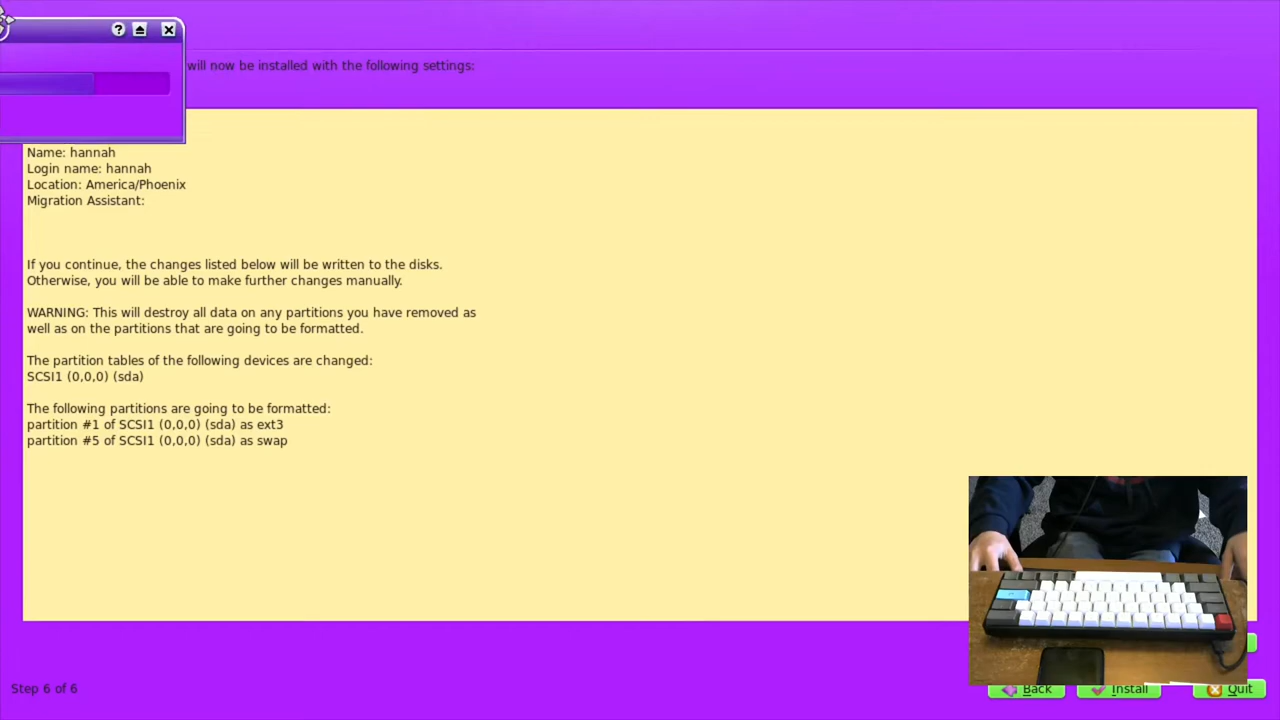 will now be installed with the following settings:
Name: hannah
Login name: hannah
Location: America/Phoenix
Migration Assistant:
If you continue, the changes listed below will be written to the disks.
Otherwise, you will be able to make further changes manually.
WARNING: This will destroy all data on any partitions you have removed as
well as on the partitions that are going to be formatted.
The partition tables of the following devices are changed:
SCSI1 (0,0,0) (sda)
The following partitions are going to be formatted:
partition #1 of SCSI1 (0,0,0) (sda) as ext3
partition #5 of SCSI1 (0,0,0) (sda) as swap
Step 6 of 6
Back
Install
Quit